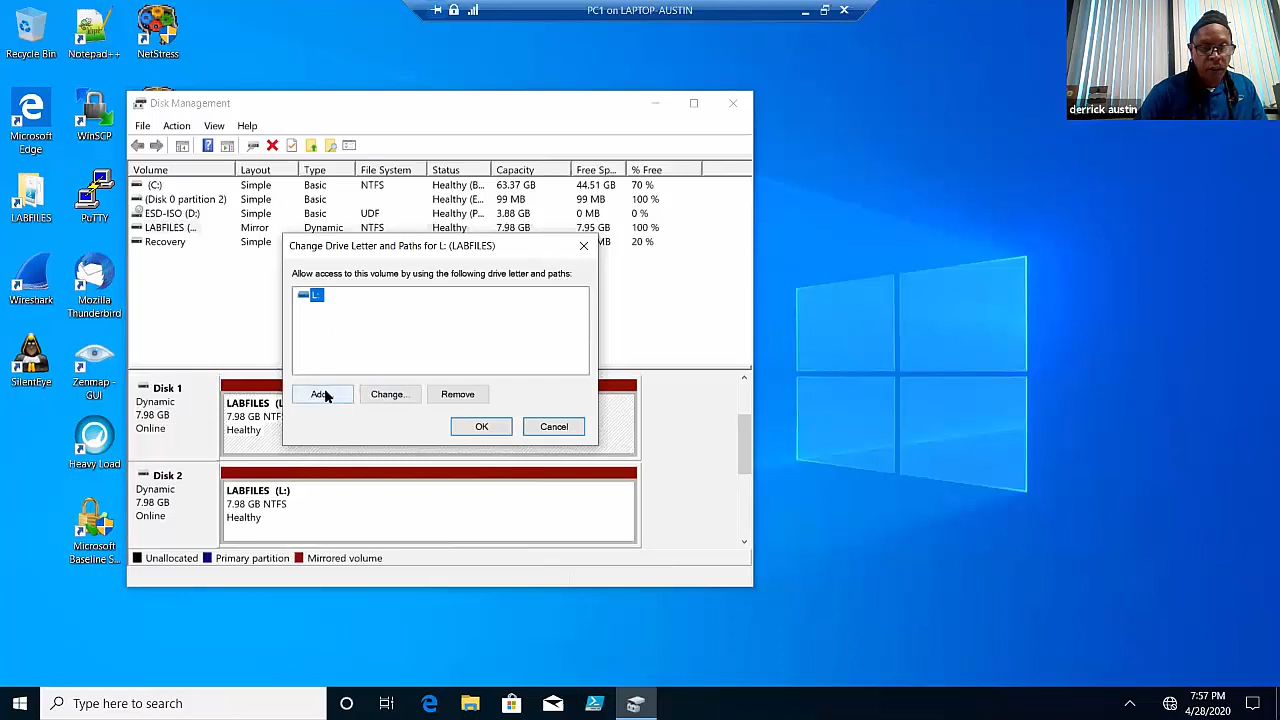 PC1 on LAPTOP-AUSTIN
derrick austin
Recycle Bin
Notepad++
NetStress
Microsoft
Edge
WinSCP
LABFILES
PuTTY
Wireshark
Mozilla
Thunderbird
SilentEye
Zenmap -
GUI
Heavy Load
Microsoft
Baseline S...
Disk Management
File Action View Help
Volume Layout Type File System Status Capacity Free Sp... % Free
(C:) Simple Basic NTFS Healthy (B... 63.37 GB 44.51 GB 70 %
(Disk 0 partition 2) Simple Basic Healthy (E... 99 MB 99 MB 100 %
ESD-ISO (D:) Simple Basic UDF Healthy (P... 3.88 GB 0 MB 0 %
LABFILES (... Mirror Dynamic NTFS Healthy 7.98 GB 7.95 GB 100 %
Recovery Simple MB 20 %
Change Drive Letter and Paths for L: (LABFILES)
Allow access to this volume by using the following drive letter and paths:
L:
Change... Remove
OK Cancel
Disk 1
Dynamic
7.98 GB
Online
LABFILES (L
7.98 GB NTF
Healthy
Disk 2
Dynamic
7.98 GB
Online
LABFILES (L:)
7.98 GB NTFS
Healthy
Unallocated Primary partition Mirrored volume
Type here to search
7:57 PM
4/28/2020